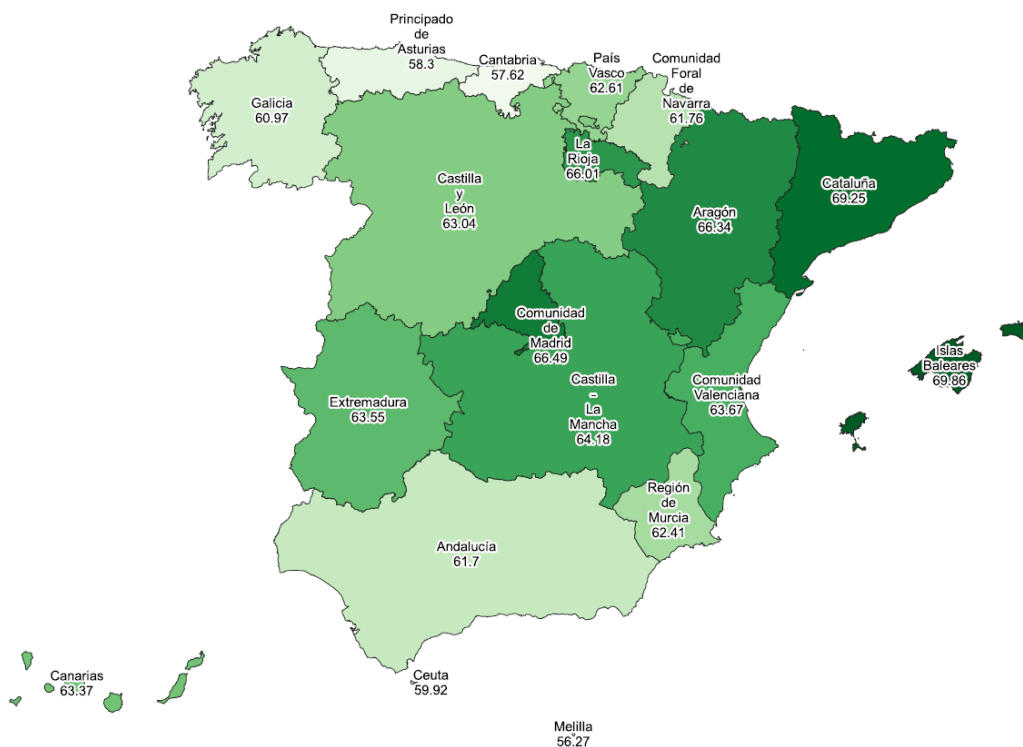 Principado
de
Asturias
58.3
Cantabria
57.62
País
Vasco
62.61
Comunidad
Foral
de
Navarra
61.76
Galicia
60.97
La
Rioja
66.01
Castilla
y
León
63.04
Cataluña
69.25
Aragón
66.34
Comunidad
de
Madrid
66.49
Islas
Baleares
69.86
Castilla
–
La
Mancha
64.18
Comunidad
Valenciana
63.67
Extremadura
63.55
Región
de
Murcia
62.41
Andalucía
61.7
Canarias
63.37
Ceuta
59.92
Melilla
56.27